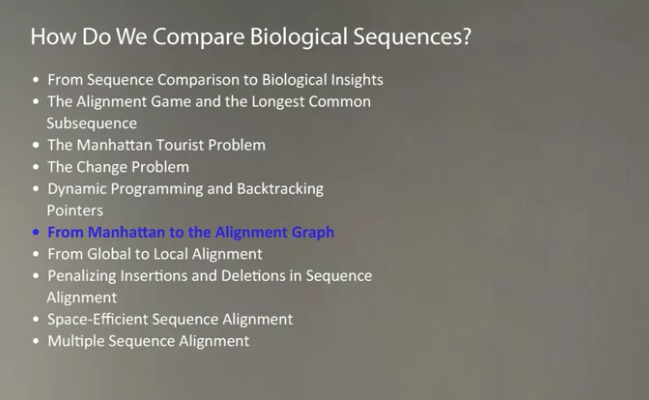 How Do We Compare Biological Sequences?
• From Sequence Comparison to Biological Insights
• The Alignment Game and the Longest Common
Subsequence
• The Manhattan Tourist Problem
• The Change Problem
• Dynamic Programming and Backtracking
Pointers
• From Manhattan to the Alignment Graph
• From Global to Local Alignment
• Penalizing Insertions and Deletions in Sequence
Alignment
• Space-Efficient Sequence Alignment
• Multiple Sequence Alignment